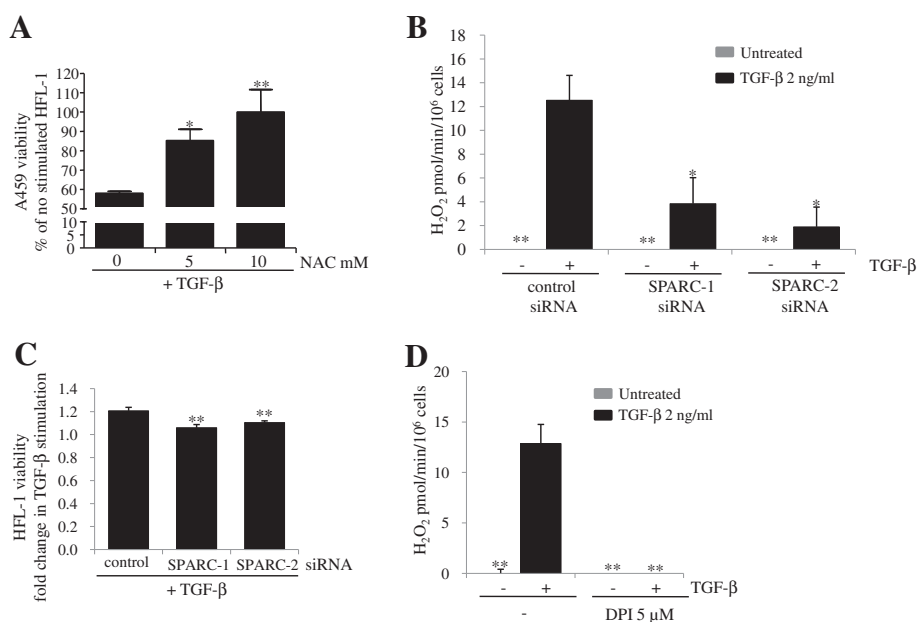 A
A459 viability
% of no stimulated HFL-1
120
110
100
90
80
70
60
50
10
0
*
**
0 5 10 NAC mM
+ TGF-β
B
H₂O₂ pmol/min/10⁶ cells
16
14
12
10
8
6
4
2
0
Untreated
TGF-β 2 ng/ml
** ** * ** *
- + - + - + TGF-β
control siRNA
SPARC-1 siRNA
SPARC-2 siRNA
C
HFL-1 viability
fold change in TGF-β stimulation
1.4
1.2
1.0
0.8
0.6
0.4
0.2
0.0
** **
control SPARC-1 SPARC-2 siRNA
+ TGF-β
D
H₂O₂ pmol/min/10⁶ cells
20
15
10
5
0
Untreated
TGF-β 2 ng/ml
** ** **
- + - + TGF-β
- DPI 5 µM